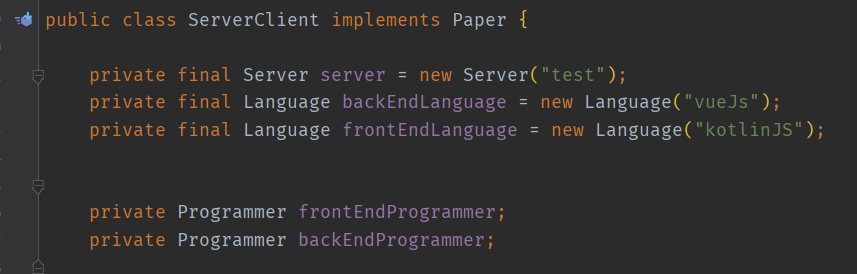 public class ServerClient implements Paper {
private final Server server = new Server("test");
private final Language backEndLanguage = new Language("vueJs");
private final Language frontEndLanguage = new Language("kotlinJS");
private Programmer frontEndProgrammer;
private Programmer backEndProgrammer;